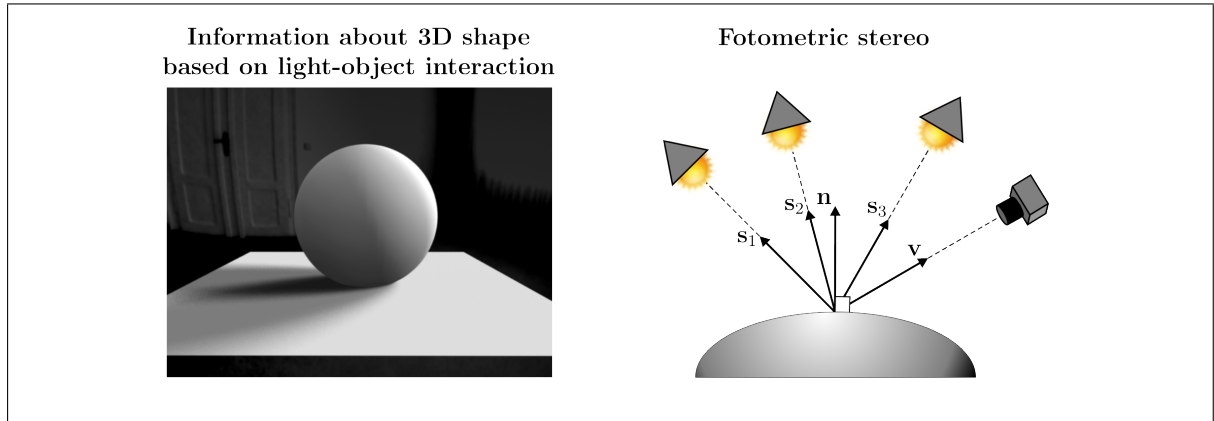 Information about 3D shape
based on light-object interaction
Fotometric stereo
s₁
s₂
n
s₃
v